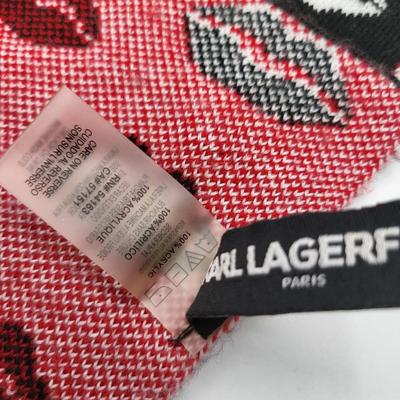 100% ACRYLIC
100% ACRILICO
100% ACRYLIQUE
RN# 54163
CA# 57151
CARE ON REVERSE
CUIDADO AL REVERSO
SOIN SUR L'INVERSE
ARL LAGERF
PARIS